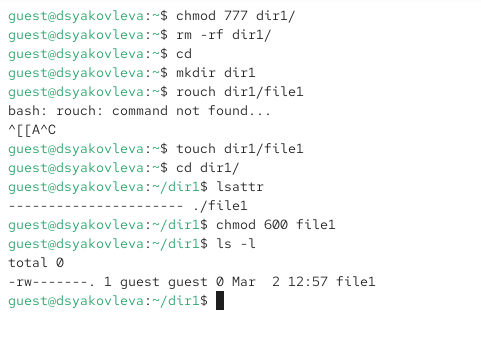 guest@dsyakovleva:~$ chmod 777 dir1/
guest@dsyakovleva:~$ rm -rf dir1/
guest@dsyakovleva:~$ cd
guest@dsyakovleva:~$ mkdir dir1
guest@dsyakovleva:~$ rouch dir1/file1
bash: rouch: command not found...
^[[A^C
guest@dsyakovleva:~$ touch dir1/file1
guest@dsyakovleva:~$ cd dir1/
guest@dsyakovleva:~/dir1$ lsattr
---------------------- ./file1
guest@dsyakovleva:~/dir1$ chmod 600 file1
guest@dsyakovleva:~/dir1$ ls -l
total 0
-rw-------. 1 guest guest 0 Mar  2 12:57 file1
guest@dsyakovleva:~/dir1$